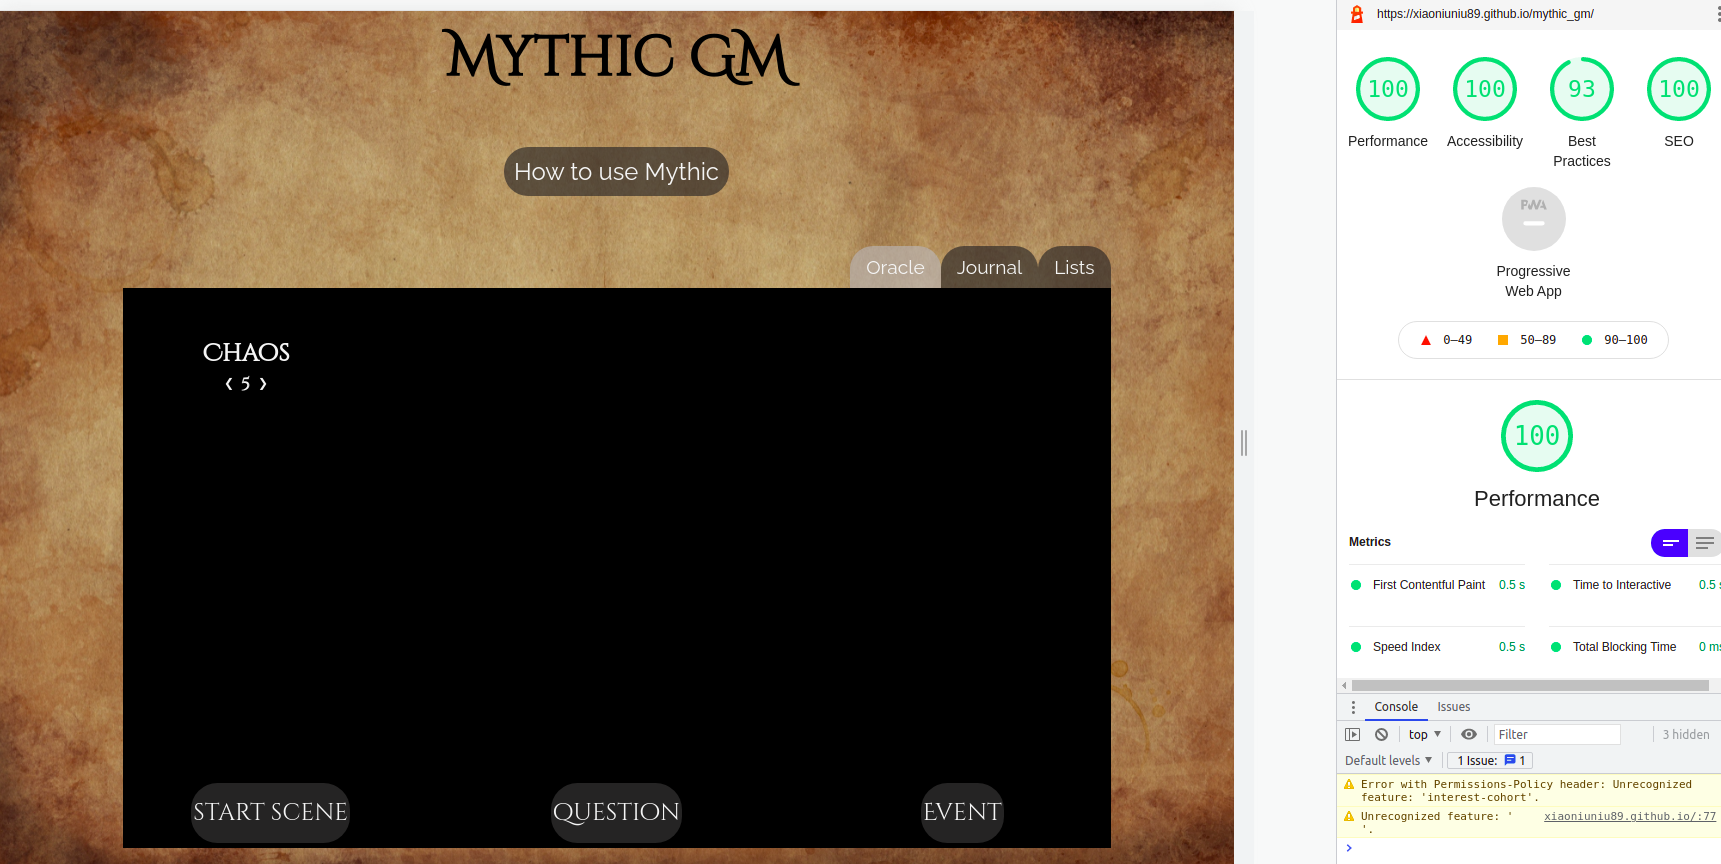 Mythic GM
How to use Mythic
Oracle Journal Lists
Chaos
❮ 5 ❯
Start Scene Question Event
https://xiaoniuniu89.github.io/mythic_gm/
100 100 93 100
Performance Accessibility Best Practices SEO
PWA
Progressive
Web App
0–49 50–89 90–100
100
Performance
Metrics
First Contentful Paint 0.5 s Time to Interactive 0.5 s
Speed Index 0.5 s Total Blocking Time 0 ms
Console Issues
top Filter 3 hidden
Default levels 1 Issue: 1
Error with Permissions-Policy header: Unrecognized
feature: 'interest-cohort'.
Unrecognized feature: ' xiaoniuniu89.github.io/:77
'.